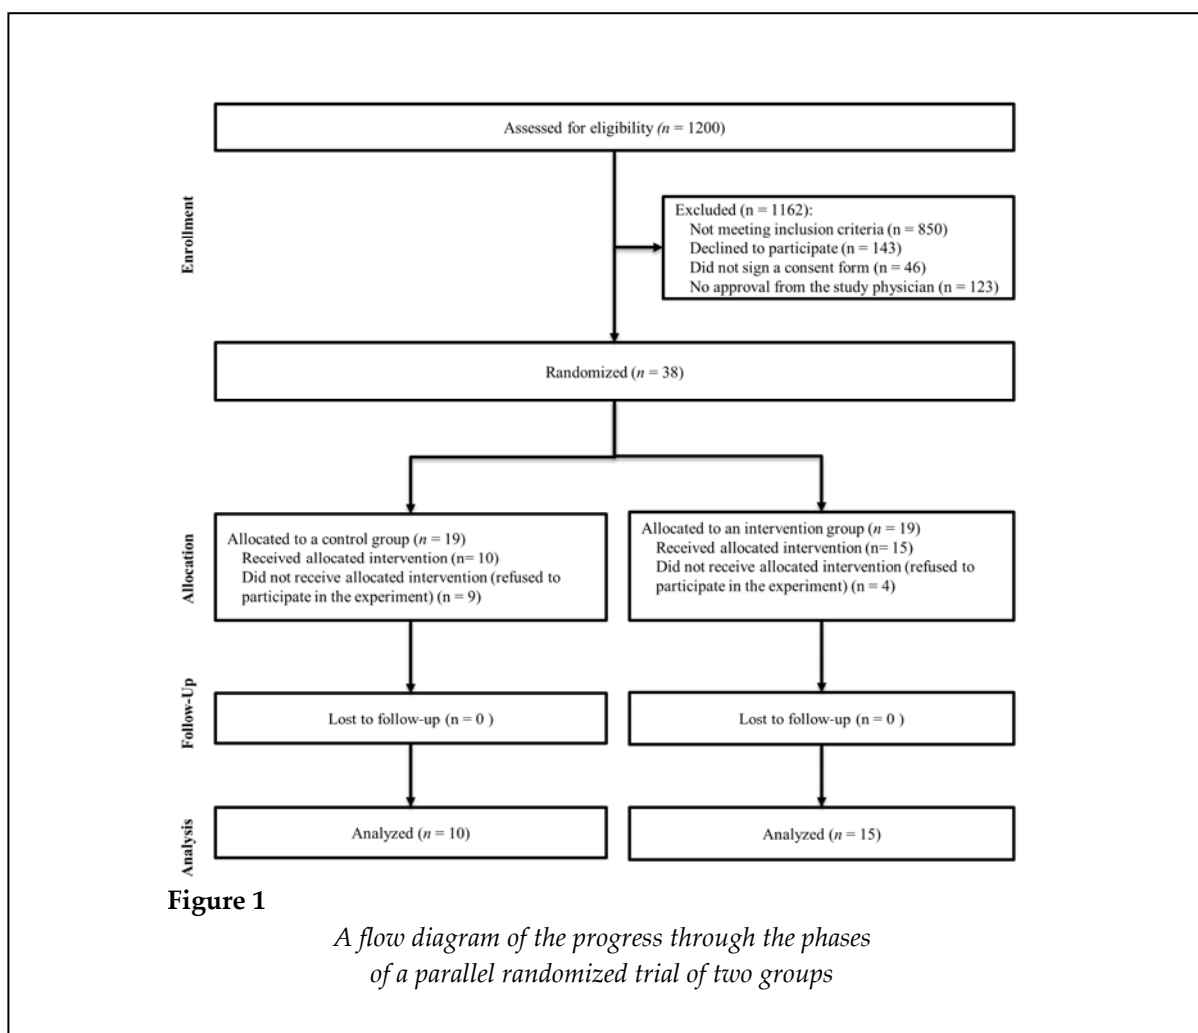 Assessed for eligibility (n = 1200)
Enrollment
Excluded (n = 1162):
Not meeting inclusion criteria (n = 850)
Declined to participate (n = 143)
Did not sign a consent form (n = 46)
No approval from the study physician (n = 123)
Randomized (n = 38)
Allocation
Allocated to a control group (n = 19)
Received allocated intervention (n= 10)
Did not receive allocated intervention (refused to
participate in the experiment) (n = 9)
Allocated to an intervention group (n = 19)
Received allocated intervention (n= 15)
Did not receive allocated intervention (refused to
participate in the experiment) (n = 4)
Follow-Up
Lost to follow-up (n = 0 )
Lost to follow-up (n = 0 )
Analysis
Analyzed (n = 10)
Analyzed (n = 15)
Figure 1
A flow diagram of the progress through the phases
of a parallel randomized trial of two groups